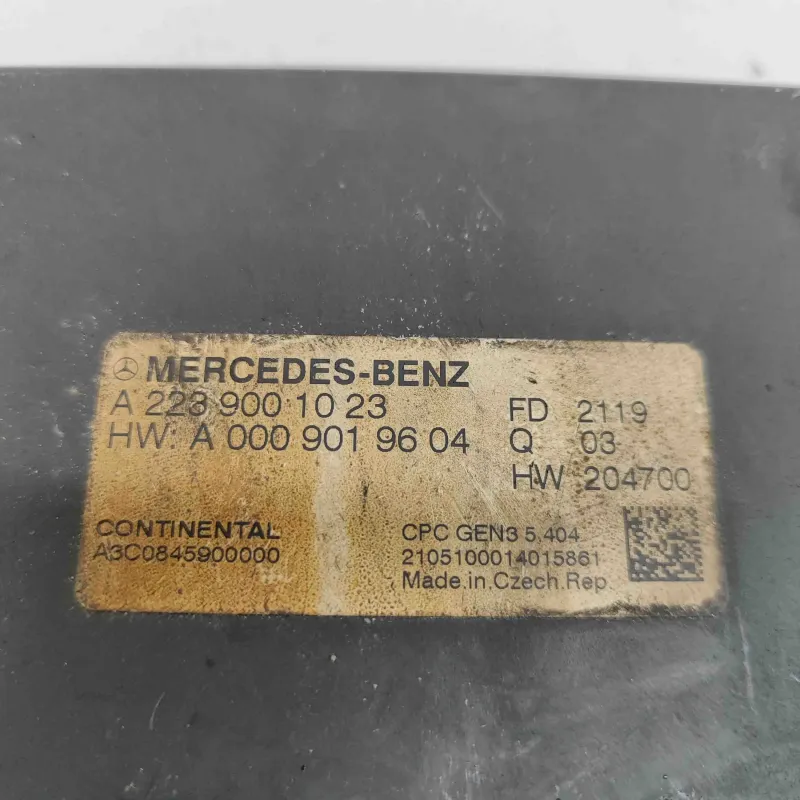 MERCEDES-BENZ
A 223 900 10 23
HW: A 000 901 96 04
FD 2119
Q 03
HW 204700
CONTINENTAL
A3C0845900000
CPC GEN3 5.404
2105100014015861
Made.in.Czech.Rep.